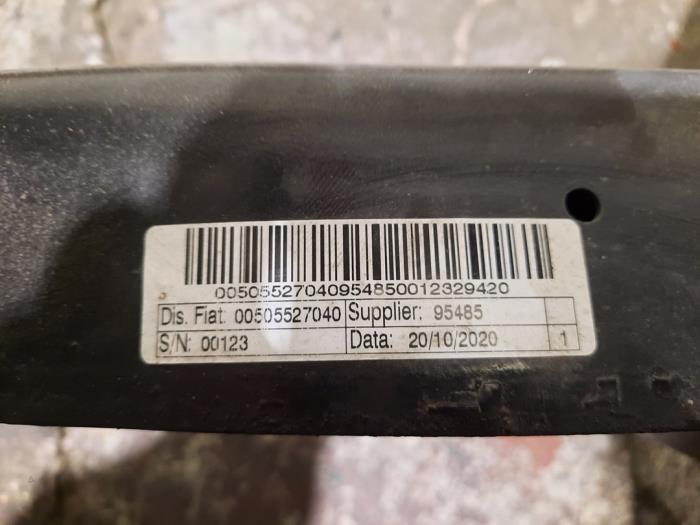 00505527040954850012329420
Dis. Fiat: 00505527040 Supplier: 95485
S/N: 00123 Data: 20/10/2020 1